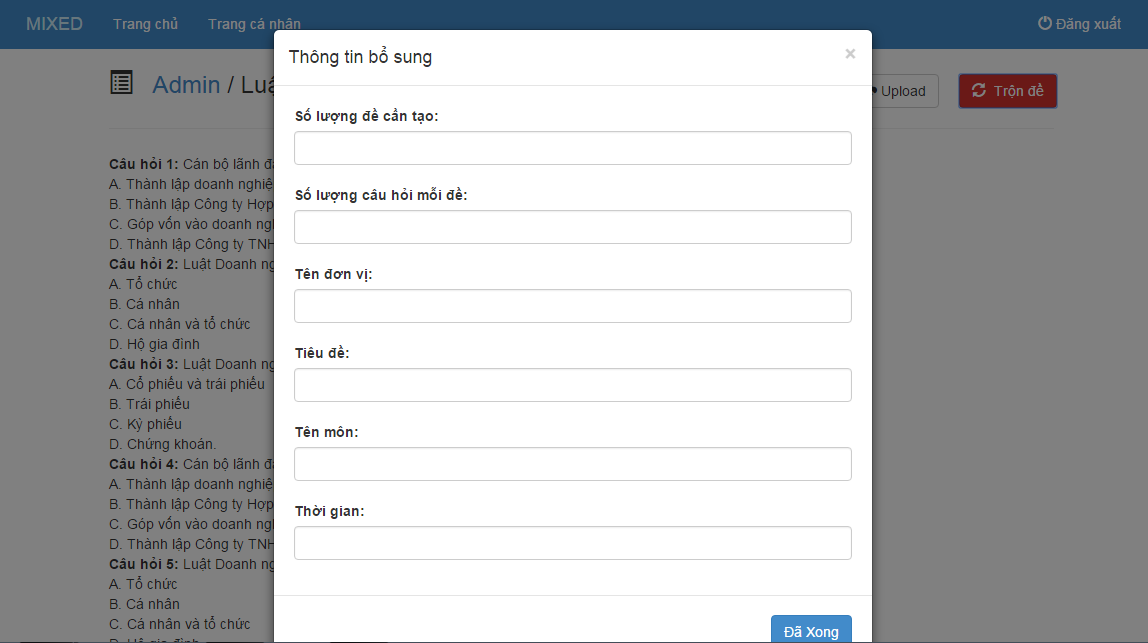 MIXED Trang chủ Trang cá nhân Đăng xuất
Thông tin bổ sung ×
Admin / Luậ
Upload Trộn đề
Số lượng đề cần tạo:
Số lượng câu hỏi mỗi đề:
Tên đơn vị:
Tiêu đề:
Tên môn:
Thời gian:
Đã Xong
Câu hỏi 1: Cán bộ lãnh đ
A. Thành lập doanh nghiệ
B. Thành lập Công ty Hợp
C. Góp vốn vào doanh ngh
D. Thành lập Công ty TNH
Câu hỏi 2: Luật Doanh ng
A. Tổ chức
B. Cá nhân
C. Cá nhân và tổ chức
D. Hộ gia đình
Câu hỏi 3: Luật Doanh ng
A. Cổ phiếu và trái phiếu
B. Trái phiếu
C. Kỳ phiếu
D. Chứng khoán.
Câu hỏi 4: Cán bộ lãnh đ
A. Thành lập doanh nghiệ
B. Thành lập Công ty Hợp
C. Góp vốn vào doanh ngh
D. Thành lập Công ty TNH
Câu hỏi 5: Luật Doanh ng
A. Tổ chức
B. Cá nhân
C. Cá nhân và tổ chức